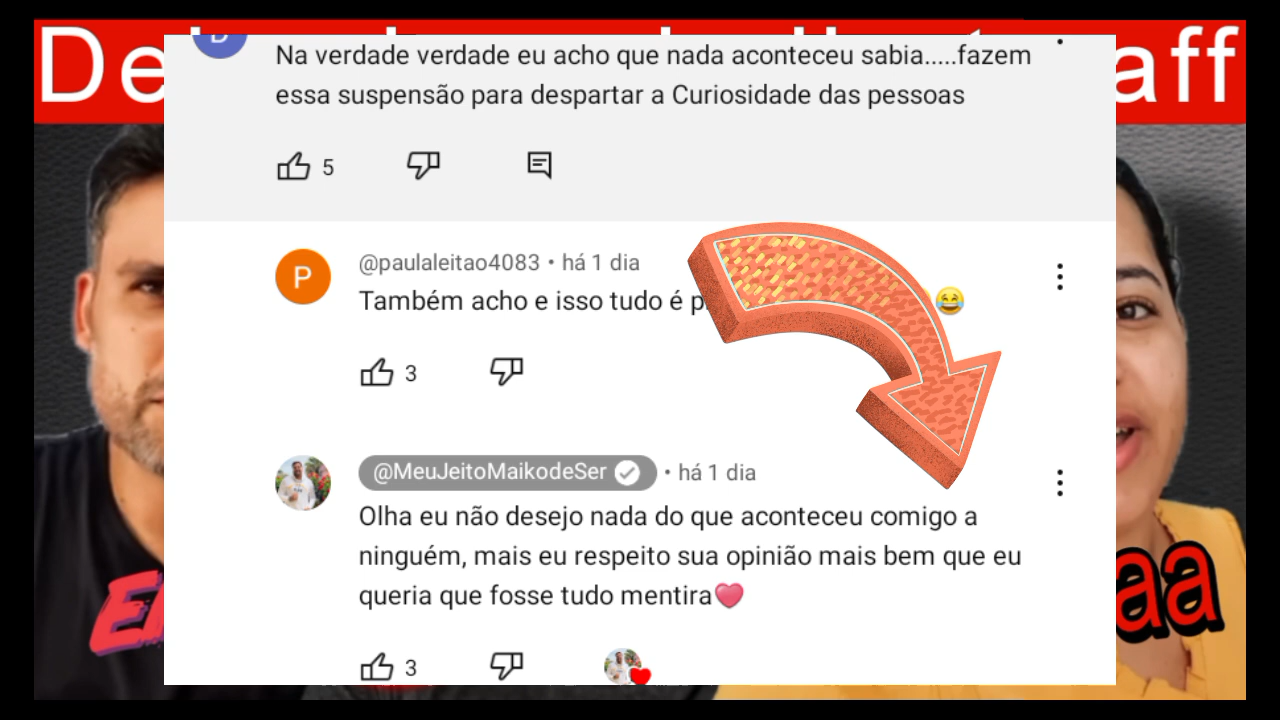 De
aff
Na verdade verdade eu acho que nada aconteceu sabia.....fazem
essa suspensão para despartar a Curiosidade das pessoas
5
P @paulaleitao4083 • há 1 dia
Também acho e isso tudo é 😂
3
@MeuJeitoMaikodeSer • há 1 dia
Olha eu não desejo nada do que aconteceu comigo a
ninguém, mais eu respeito sua opinião mais bem que eu
queria que fosse tudo mentira❤
aa
3